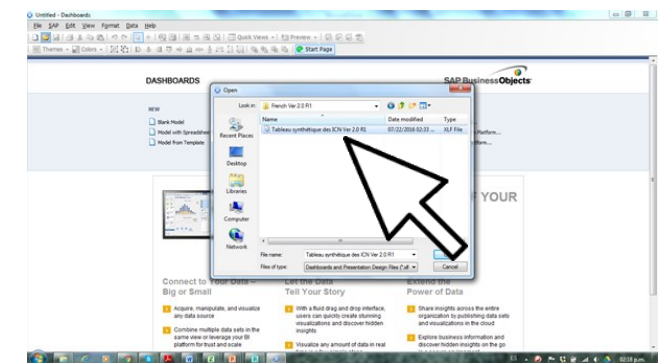 Untitled - Dashboards
File SAP Edit View Format Data Help
Quick Views Preview
Themes Colors Start Page
DASHBOARDS
SAP BusinessObjects
NEW
Blank Model
Model with Spreadsheet
Model from Template
Open
Look in: French Ver 2.0 R1
Name Date modified Type
Tableau synthétique des ICN Ver 2.0 R1 07/22/2016 02:33 ... XLF File
Recent Places
Desktop
Libraries
Computer
Network
File name: Tableau synthétique des ICN Ver 2.0 R1
Files of type: Dashboards and Presentation Design Files (*.xlf
Cancel
YOUR
Connect to Your Data –
Big or Small
Tell Your Story
Extend the
Power of Data
Acquire, manipulate, and visualize
any data source
Combine multiple data sets in the
same view or leverage your BI
platform for trust and scale
With a fluid drag and drop interface,
users can quickly create stunning
visualizations and discover hidden
insights
Visualize any amount of data in real
Share insights across the entire
organization by publishing data sets
and visualizations in the cloud
Explore business information and
discover hidden insights on the go
02:18 p.m.